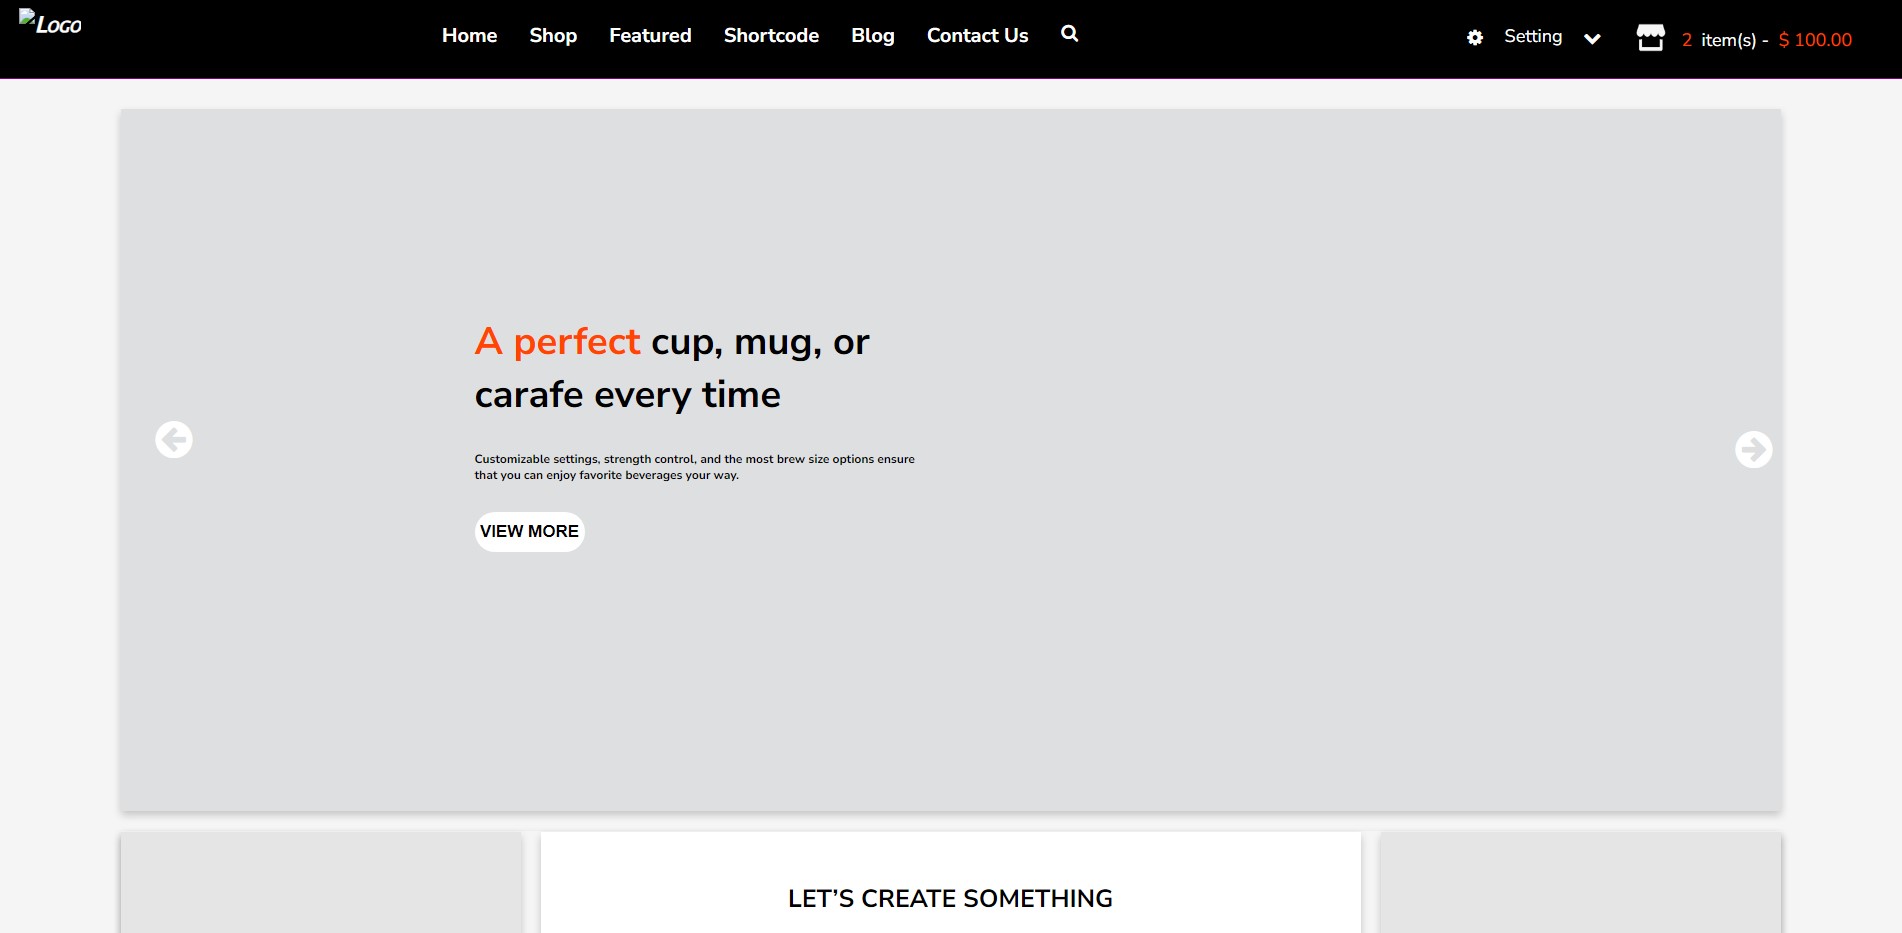 Logo
Home Shop Featured Shortcode Blog Contact Us
Setting
2 item(s) - $ 100.00
A perfect cup, mug, or
carafe every time
Customizable settings, strength control, and the most brew size options ensure
that you can enjoy favorite beverages your way.
VIEW MORE
LET’S CREATE SOMETHING